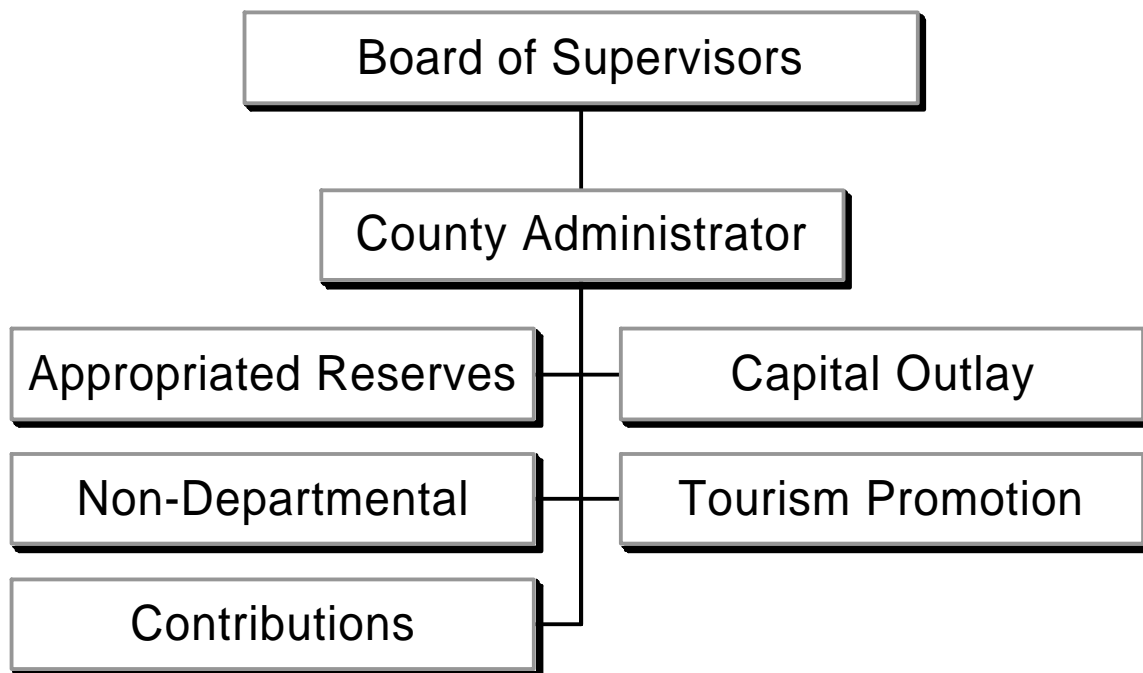 Board of Supervisors
County Administrator
Appropriated Reserves
Capital Outlay
Non-Departmental
Tourism Promotion
Contributions